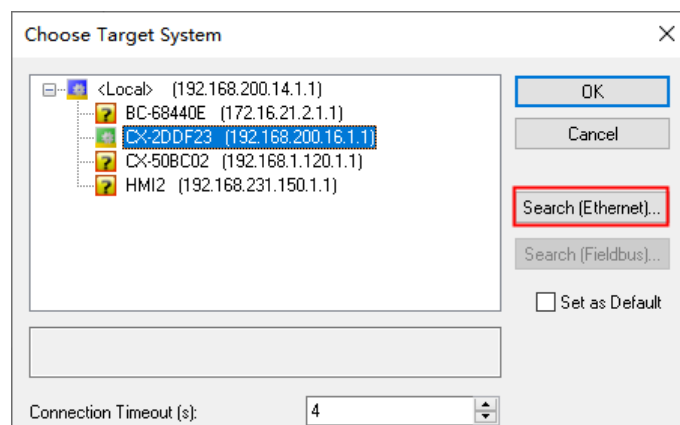 Choose Target System
<Local> (192.168.200.14.1.1)
BC-68440E (172.16.21.2.1.1)
CX-2DDF23 (192.168.200.16.1.1)
CX-50BC02 (192.168.1.120.1.1)
HMI2 (192.168.231.150.1.1)
OK
Cancel
Search (Ethernet)...
Search (Fieldbus)...
Set as Default
Connection Timeout (s): 4